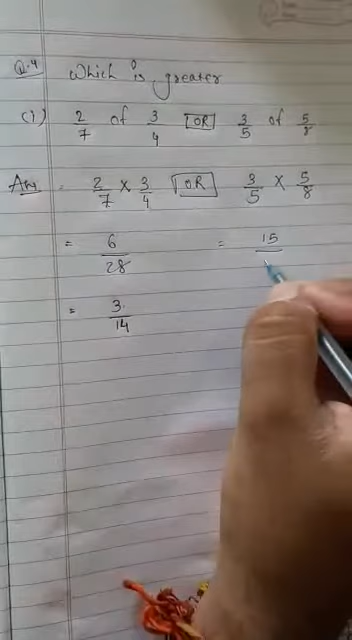 Q.4 Which is greater
(i) 2/7 of 3/4 OR 3/5 of 5/8
Ans = 2/7 × 3/4 OR 3/5 × 5/8
= 6/28 = 15/
= 3/14